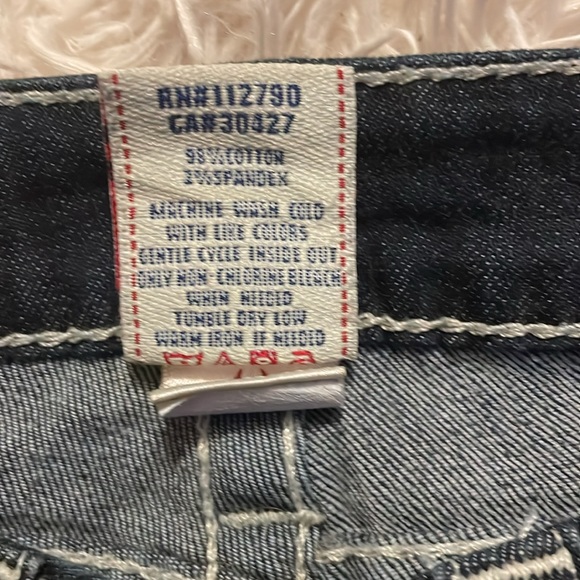 RN#112790
CA#30427
98%COTTON
2%SPANDEX
MACHINE WASH COLD
WITH LIKE COLORS
GENTLE CYCLE INSIDE OUT
ONLY NON-CHLORINE BLEACH
WHEN NEEDED
TUMBLE DRY LOW
WARM IRON IF NEEDED